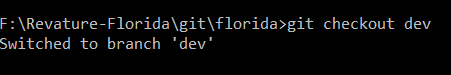 F:\Revature-Florida\git\florida>git checkout dev
Switched to branch 'dev'